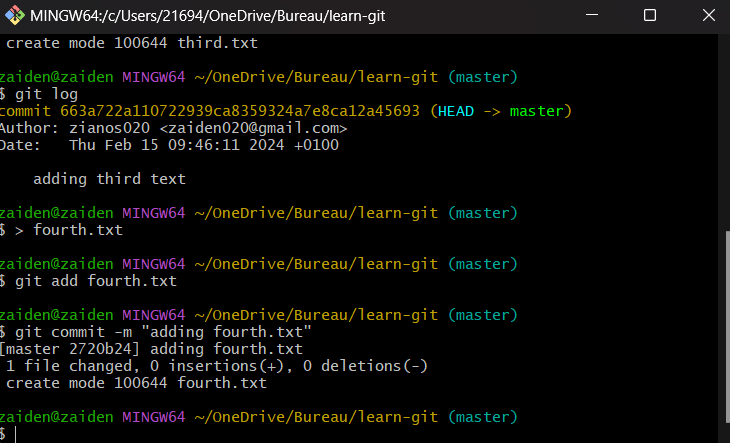 MINGW64:/c/Users/21694/OneDrive/Bureau/learn-git
create mode 100644 third.txt
zaiden@zaiden MINGW64 ~/OneDrive/Bureau/learn-git (master)
$ git log
commit 663a722a110722939ca8359324a7e8ca12a45693 (HEAD -> master)
Author: zianos020 <zaiden020@gmail.com>
Date:   Thu Feb 15 09:46:11 2024 +0100
    adding third text
zaiden@zaiden MINGW64 ~/OneDrive/Bureau/learn-git (master)
$ > fourth.txt
zaiden@zaiden MINGW64 ~/OneDrive/Bureau/learn-git (master)
$ git add fourth.txt
zaiden@zaiden MINGW64 ~/OneDrive/Bureau/learn-git (master)
$ git commit -m "adding fourth.txt"
[master 2720b24] adding fourth.txt
 1 file changed, 0 insertions(+), 0 deletions(-)
 create mode 100644 fourth.txt
zaiden@zaiden MINGW64 ~/OneDrive/Bureau/learn-git (master)
$